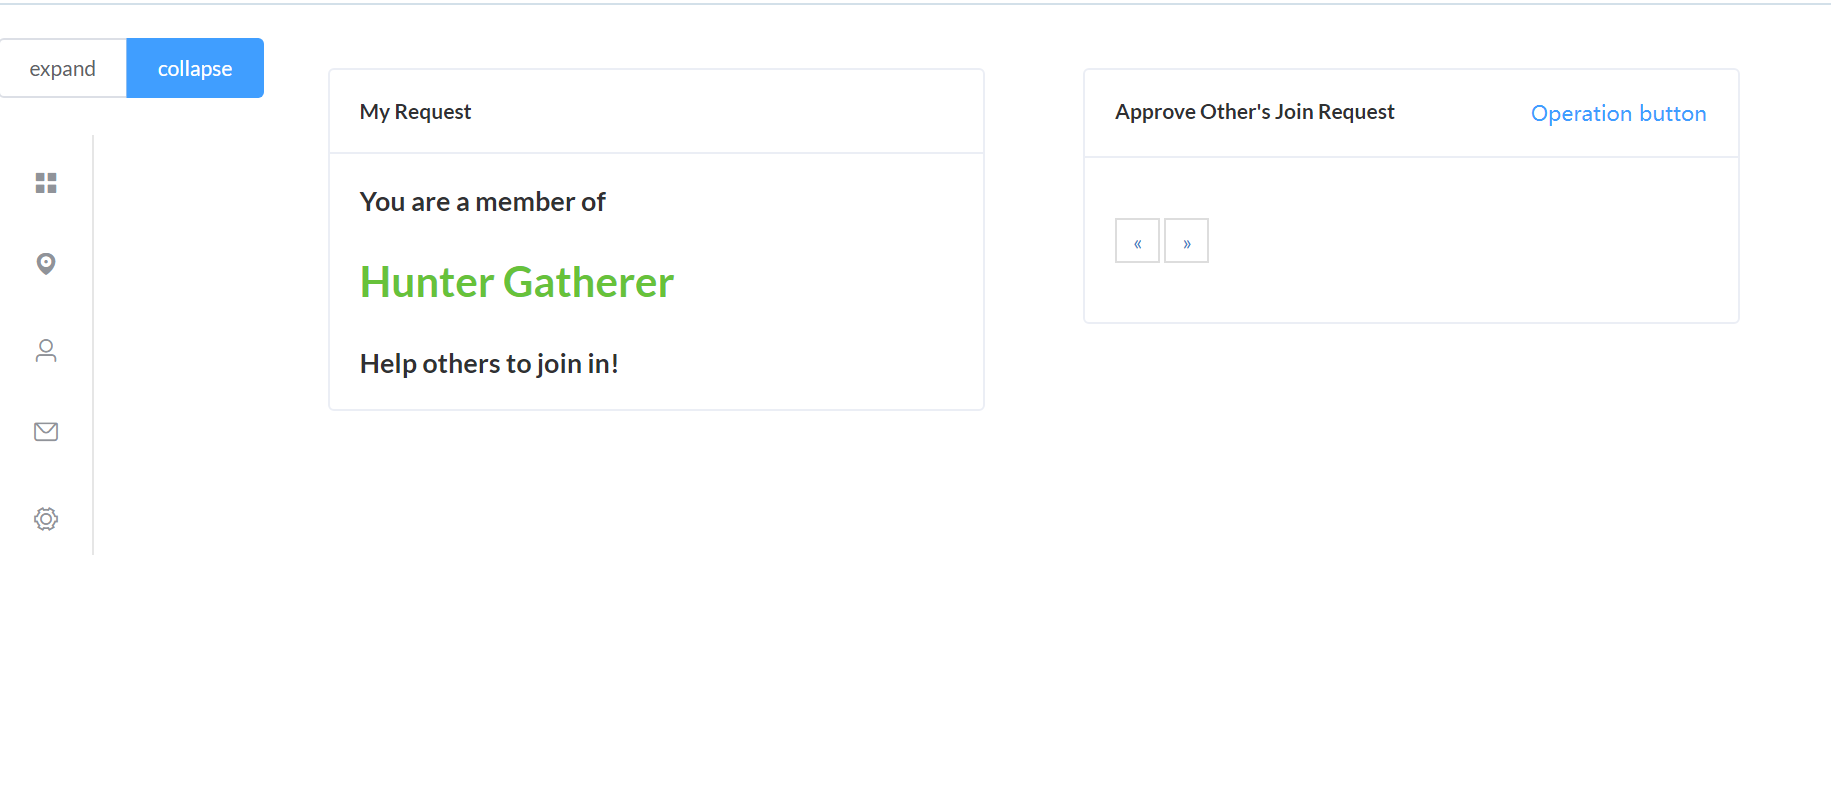 expand
collapse
My Request
You are a member of
Hunter Gatherer
Help others to join in!
Approve Other's Join Request
Operation button
« »